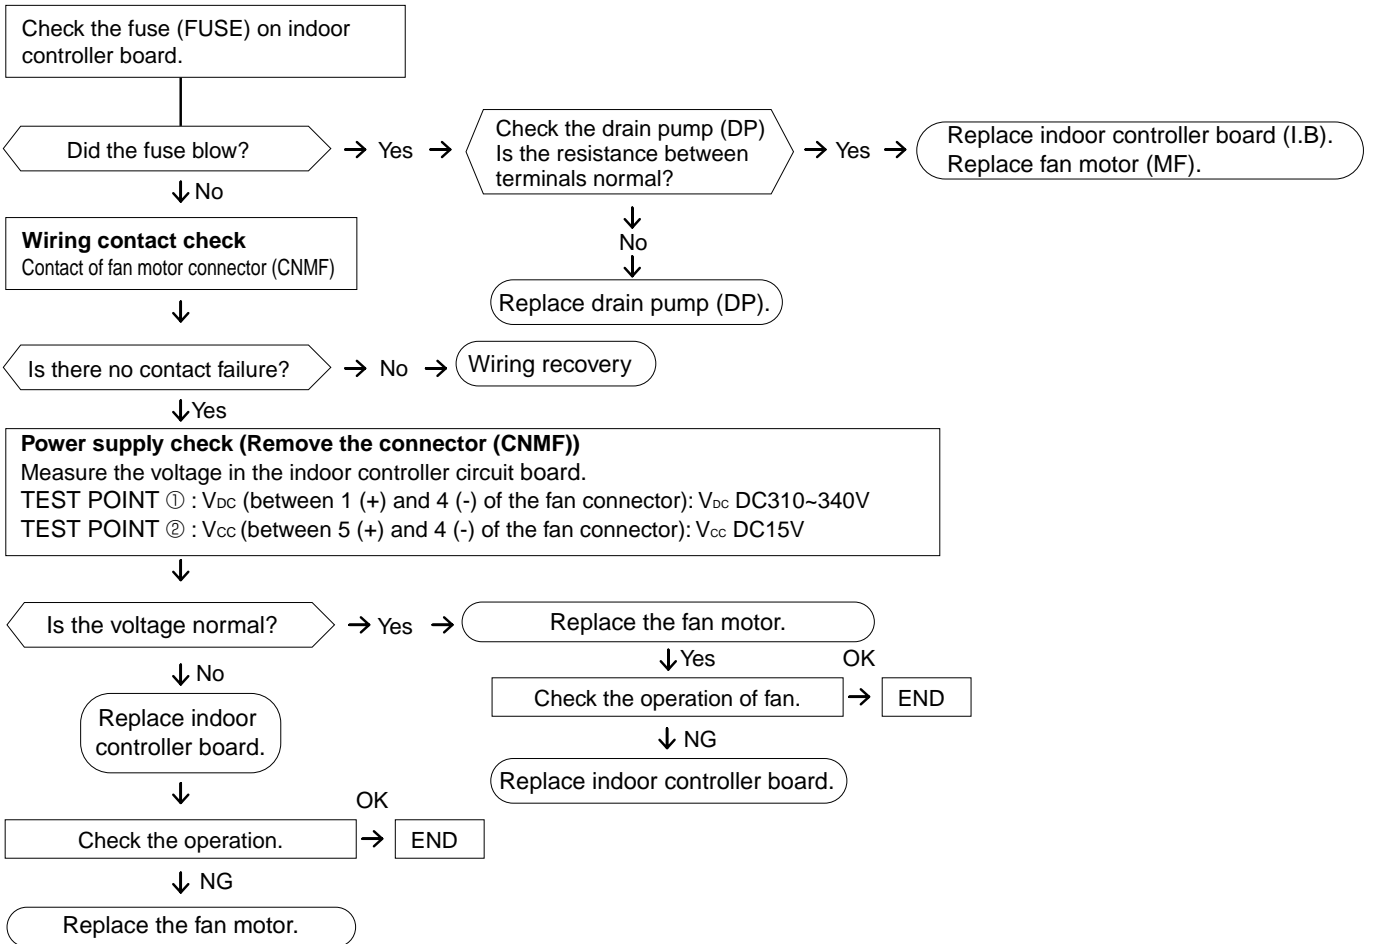 Check the fuse (FUSE) on indoor
controller board.
Did the fuse blow?
Yes
Check the drain pump (DP)
Is the resistance between
terminals normal?
Yes
Replace indoor controller board (I.B).
Replace fan motor (MF).
No
No
Replace drain pump (DP).
Wiring contact check
Contact of fan motor connector (CNMF)
Is there no contact failure?
No
Wiring recovery
Yes
Power supply check (Remove the connector (CNMF))
Measure the voltage in the indoor controller circuit board.
TEST POINT ① : VDC (between 1 (+) and 4 (-) of the fan connector): VDC DC310~340V
TEST POINT ② : VCC (between 5 (+) and 4 (-) of the fan connector): VCC DC15V
Is the voltage normal?
Yes
Replace the fan motor.
Yes
OK
Check the operation of fan.
END
NG
Replace indoor controller board.
No
Replace indoor
controller board.
OK
Check the operation.
END
NG
Replace the fan motor.